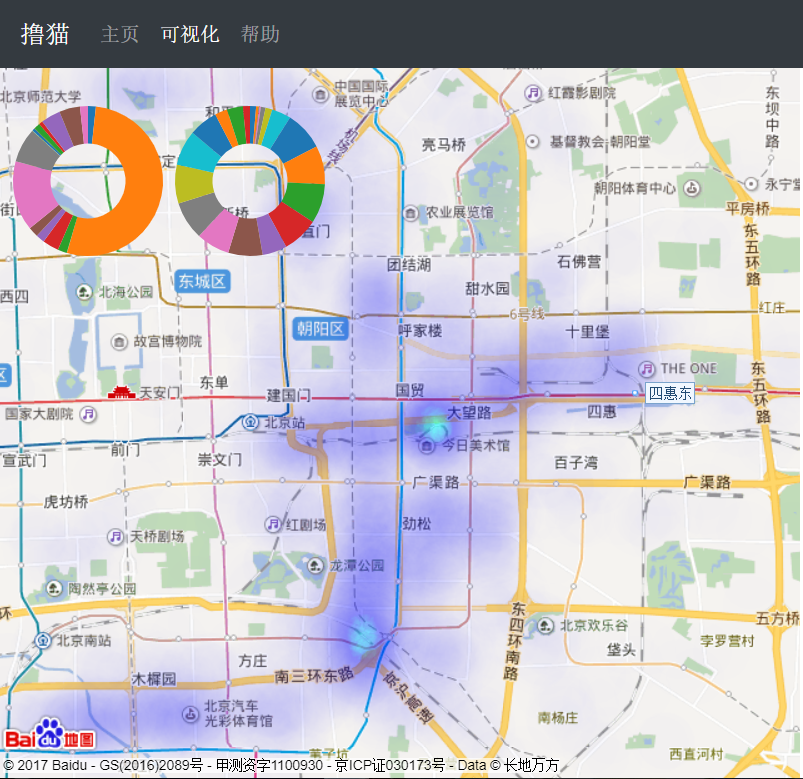 撸猫 主页 可视化 帮助
中国国际
展览中心
红霞影剧院
东坝中路
北京师范大学
机场线
亮马桥
基督教会 朝阳堂
朝阳体育中心
永宁堂
平房桥
农业展览馆
东五环路
直门
团结湖
石佛营
东城区
甜水园
西四
北海公园
6号线
红庄
朝阳区
呼家楼
十里堡
故宫博物院
区
THE ONE
东五环路
天安门
东单
建国门
国贸
四惠东
国家大剧院
北京站
大望路
四惠
前门
今日美术馆
宣武门
崇文门
百子湾
广渠路
广渠路
虎坊桥
红剧场
劲松
天桥剧场
龙潭公园
陶然亭公园
环
东四环南路
北京欢乐谷
五方桥
北京南站
李罗营村
垡头
方庄
木樨园
南三环东路
京沪高速
北京汽车
光彩体育馆
南杨庄
Bai du 地图
西直河村
© 2017 Baidu - GS(2016)2089号 - 甲测资字1100930 - 京ICP证030173号 - Data © 长地万方